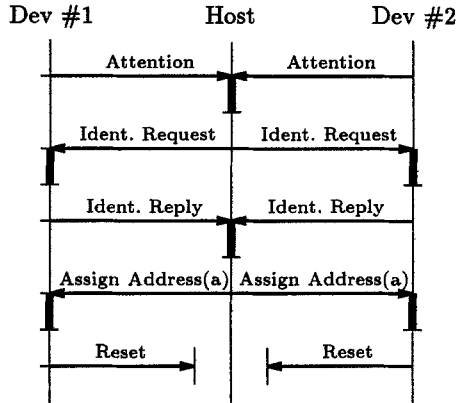 Dev #1 Host Dev #2
Attention Attention
Ident. Request Ident. Request
Ident. Reply Ident. Reply
Assign Address(a) Assign Address(a)
Reset Reset